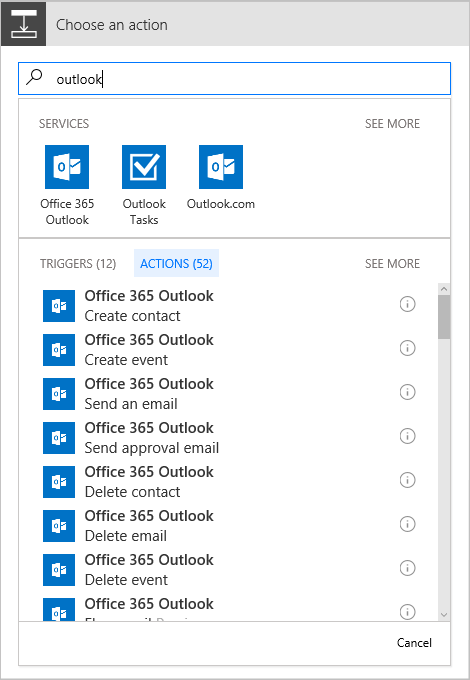 Choose an action
outlook
SERVICES SEE MORE
Office 365 Outlook Outlook.com
Outlook Tasks
TRIGGERS (12) ACTIONS (52) SEE MORE
Office 365 Outlook
Create contact
Office 365 Outlook
Create event
Office 365 Outlook
Send an email
Office 365 Outlook
Send approval email
Office 365 Outlook
Delete contact
Office 365 Outlook
Delete email
Office 365 Outlook
Delete event
Office 365 Outlook
Cancel